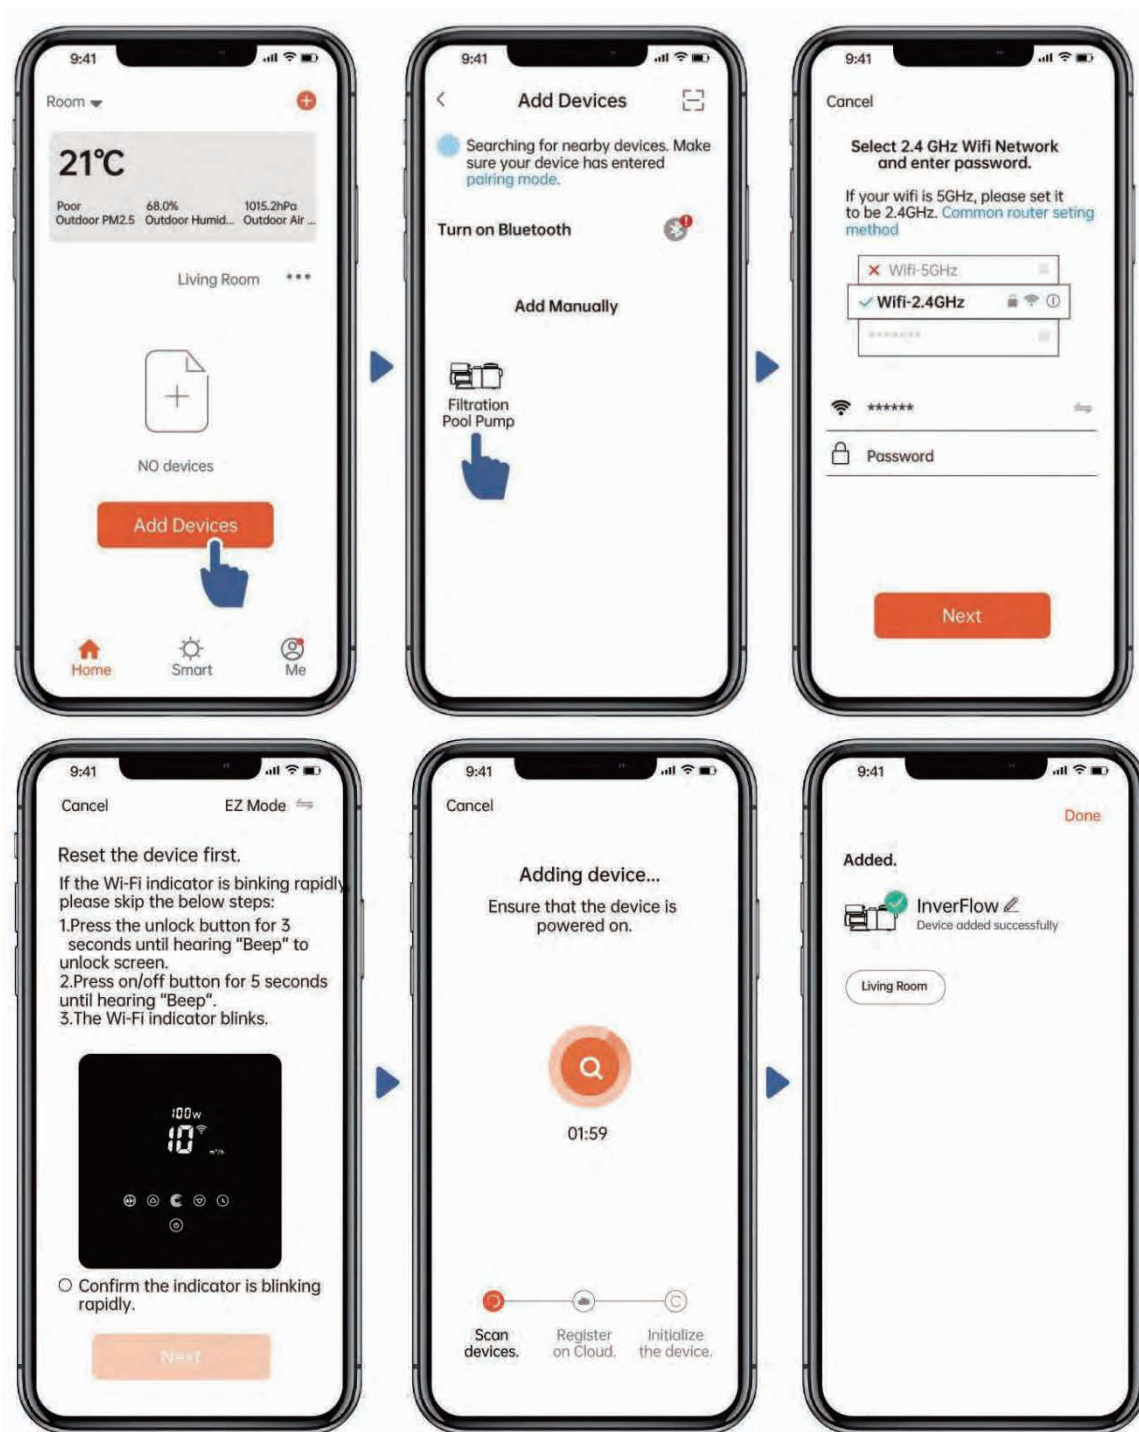 9:41
Room
21°C
Poor 68.0% 1015.2hPa
Outdoor PM2.5 Outdoor Humid... Outdoor Air ...
Living Room
NO devices
Add Devices
Home Smart Me
9:41
Add Devices
Searching for nearby devices. Make
sure your device has entered
pairing mode.
Turn on Bluetooth
Add Manually
Filtration
Pool Pump
9:41
Cancel
Select 2.4 GHz Wifi Network
and enter password.
If your wifi is 5GHz, please set it
to be 2.4GHz. Common router seting
method
Wifi-5GHz
Wifi-2.4GHz
*******
******
Password
Next
9:41
Cancel EZ Mode
Reset the device first.
If the Wi-Fi indicator is binking rapidly,
please skip the below steps:
1.Press the unlock button for 3
seconds until hearing "Beep" to
unlock screen.
2.Press on/off button for 5 seconds
until hearing "Beep".
3.The Wi-Fi indicator blinks.
100w
10
m³/h
Confirm the indicator is blinking
rapidly.
Next
9:41
Cancel
Adding device...
Ensure that the device is
powered on.
01:59
Scan Register Initialize
devices. on Cloud. the device.
9:41
Done
Added.
InverFlow
Device added successfully
Living Room